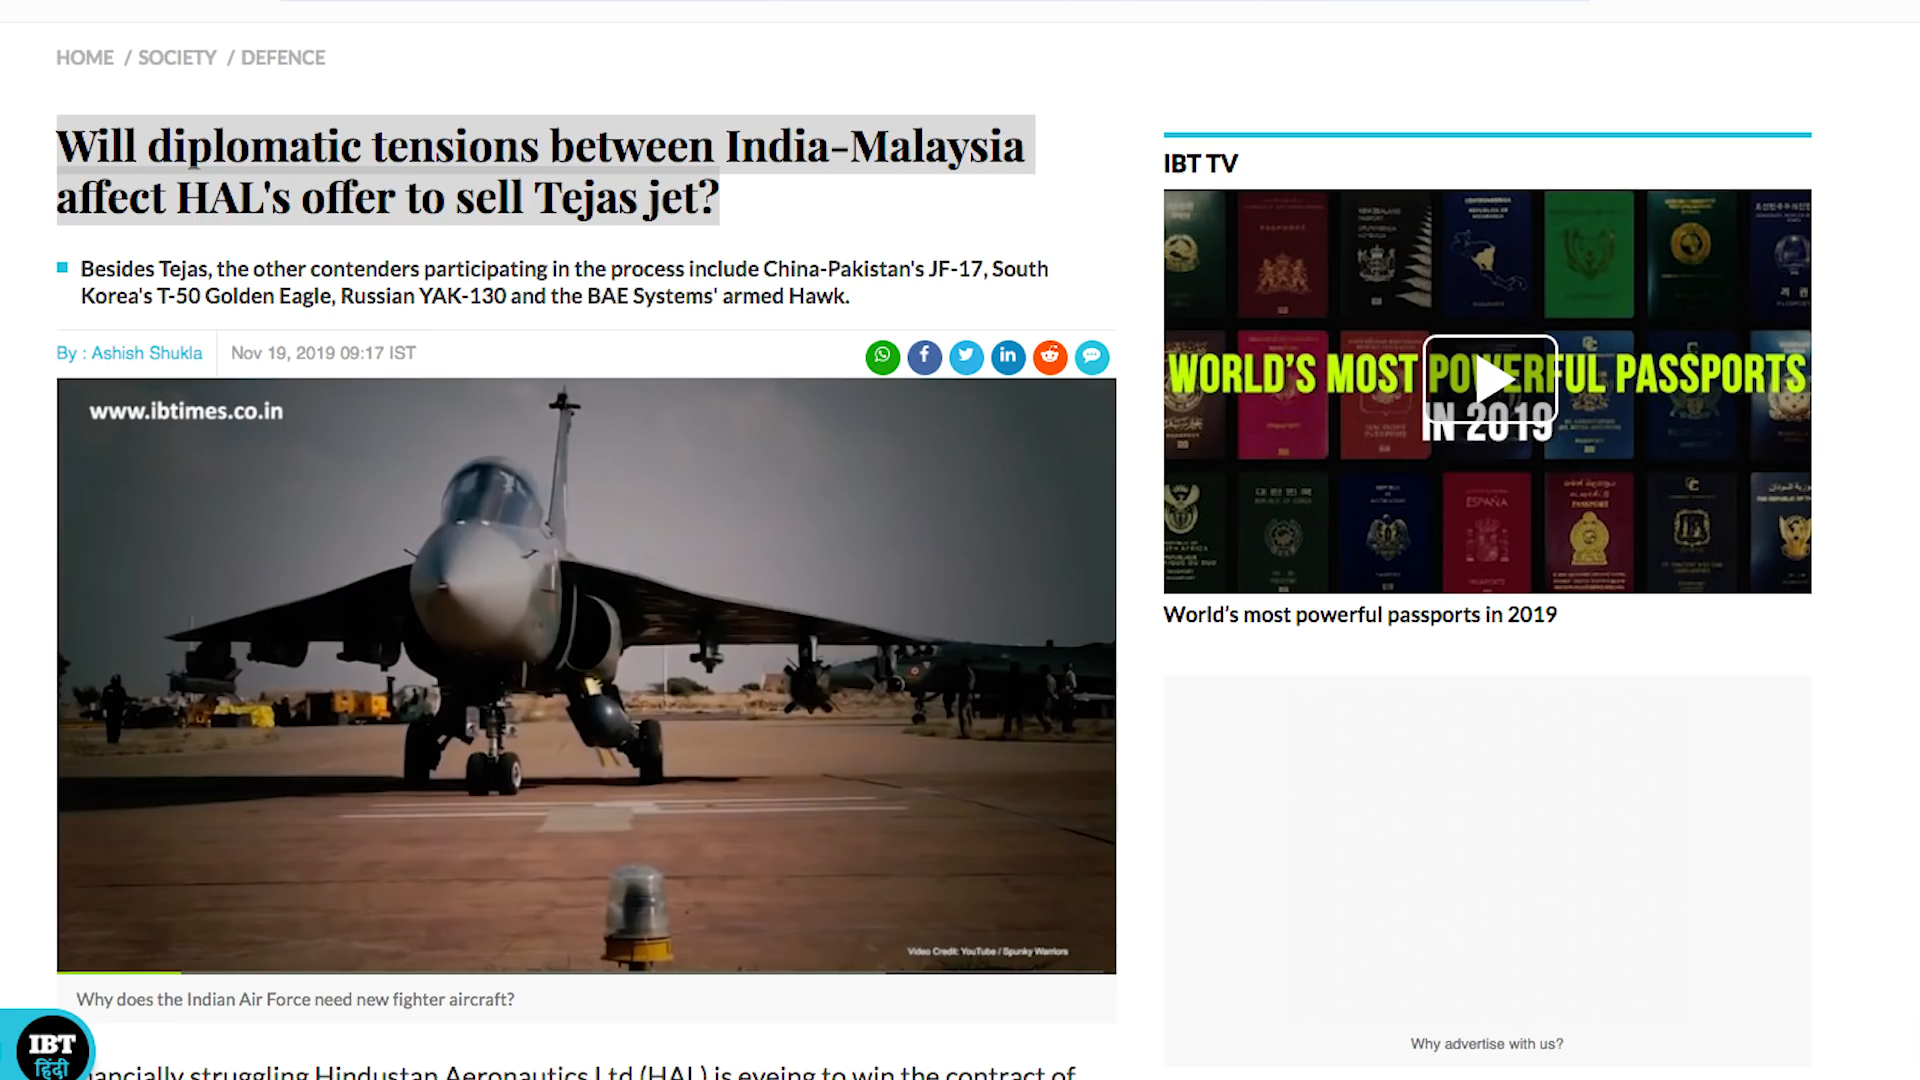 HOME / SOCIETY / DEFENCE
Will diplomatic tensions between India-Malaysia
affect HAL's offer to sell Tejas jet?
Besides Tejas, the other contenders participating in the process include China-Pakistan's JF-17, South
Korea's T-50 Golden Eagle, Russian YAK-130 and the BAE Systems' armed Hawk.
By : Ashish Shukla
Nov 19, 2019 09:17 IST
www.ibtimes.co.in
Video Credit: YouTube / Spunky Warriors
Why does the Indian Air Force need new fighter aircraft?
IBT
हिंदी
ancially struggling Hindustan Aeronautics Ltd (HAL) is eyeing to win the contract of
IBT TV
WORLD'S MOST POWERFUL PASSPORTS
IN 2019
ESPAÑA
World's most powerful passports in 2019
Why advertise with us?